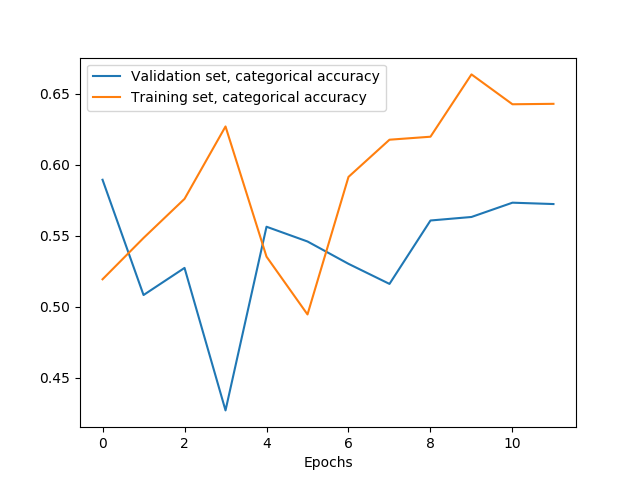 Validation set, categorical accuracy
Training set, categorical accuracy
0.65
0.60
0.55
0.50
0.45
0 2 4 6 8 10
Epochs